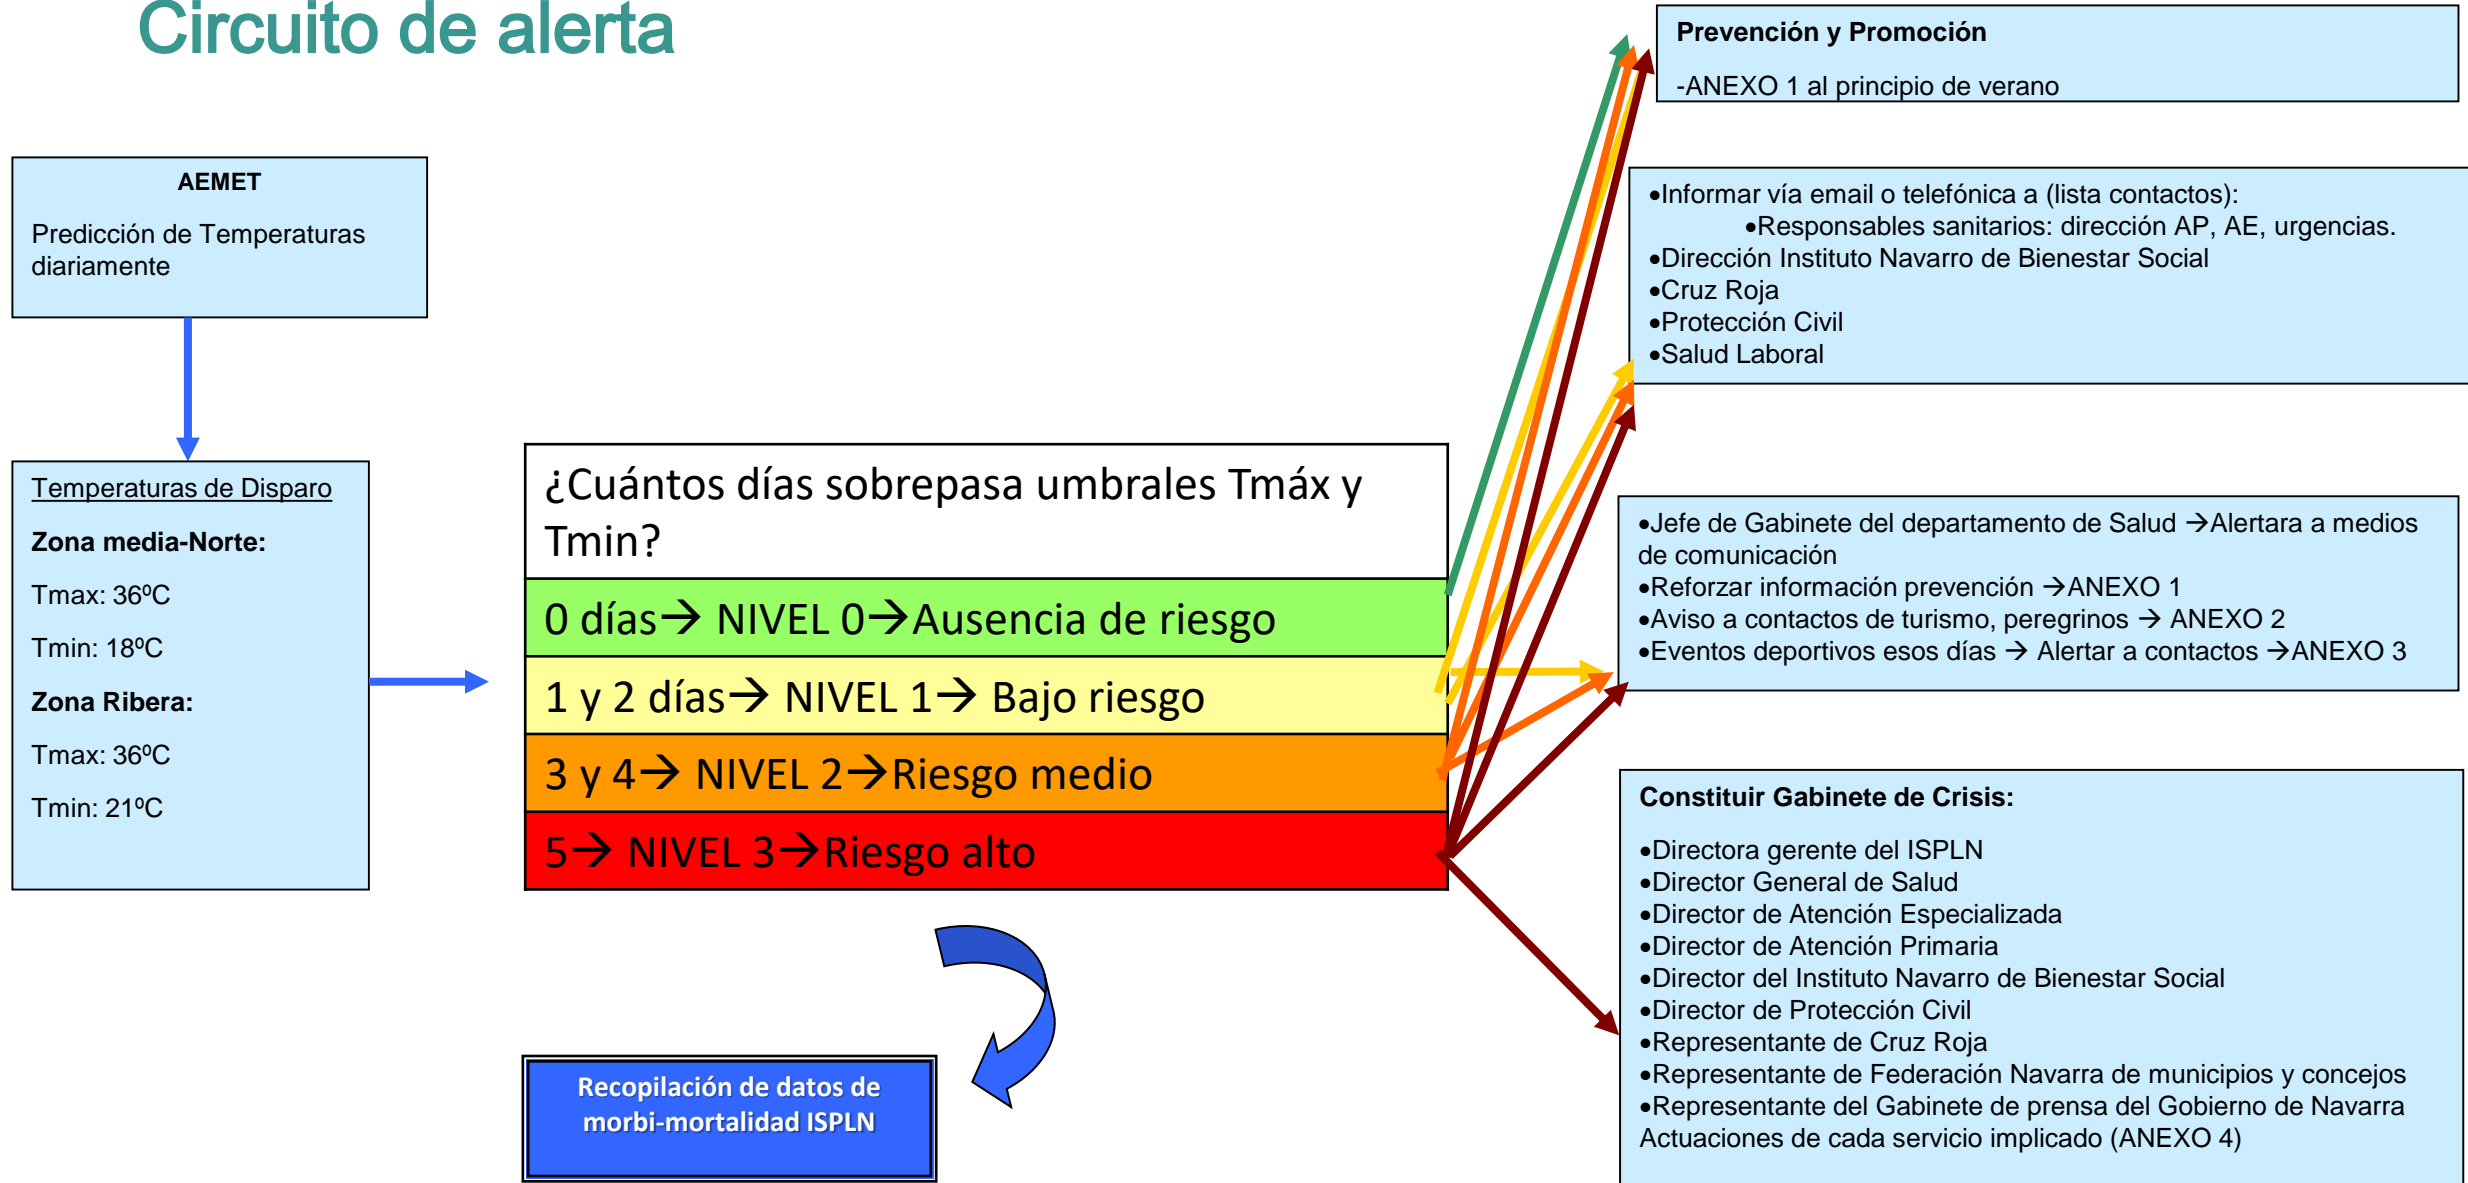 Circuito de alerta
AEMET
Predicción de Temperaturas
diariamente
Temperaturas de Disparo
Zona media-Norte:
Tmax: 36ºC
Tmin: 18ºC
Zona Ribera:
Tmax: 36ºC
Tmin: 21ºC
¿Cuántos días sobrepasa umbrales Tmáx y
Tmin?
0 días→ NIVEL 0→Ausencia de riesgo
1 y 2 días→ NIVEL 1→ Bajo riesgo
3 y 4→ NIVEL 2→Riesgo medio
5→ NIVEL 3→Riesgo alto
Recopilación de datos de
morbi-mortalidad ISPLN
Prevención y Promoción
-ANEXO 1 al principio de verano
•Informar vía email o telefónica a (lista contactos):
•Responsables sanitarios: dirección AP, AE, urgencias.
•Dirección Instituto Navarro de Bienestar Social
•Cruz Roja
•Protección Civil
•Salud Laboral
•Jefe de Gabinete del departamento de Salud →Alertara a medios
de comunicación
•Reforzar información prevención →ANEXO 1
•Aviso a contactos de turismo, peregrinos → ANEXO 2
•Eventos deportivos esos días → Alertar a contactos →ANEXO 3
Constituir Gabinete de Crisis:
•Directora gerente del ISPLN
•Director General de Salud
•Director de Atención Especializada
•Director de Atención Primaria
•Director del Instituto Navarro de Bienestar Social
•Director de Protección Civil
•Representante de Cruz Roja
•Representante de Federación Navarra de municipios y concejos
•Representante del Gabinete de prensa del Gobierno de Navarra
Actuaciones de cada servicio implicado (ANEXO 4)